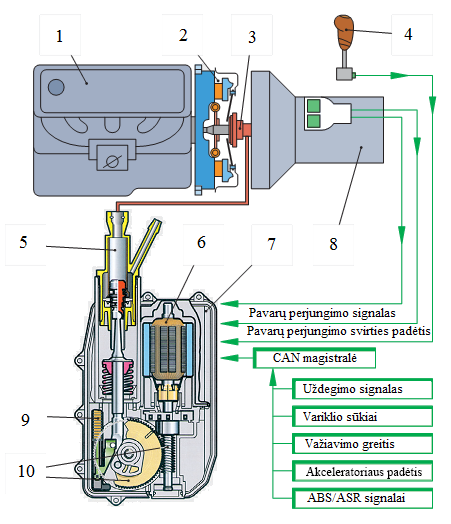 1
2
3
4
5
6
7
8
Pavarų perjungimo signalas
Pavarų perjungimo svirties padėtis
CAN magistralė
Uždegimo signalas
9
Variklio sūkiai
Važiavimo greitis
10
Akceleratoriaus padėtis
ABS/ASR signalai